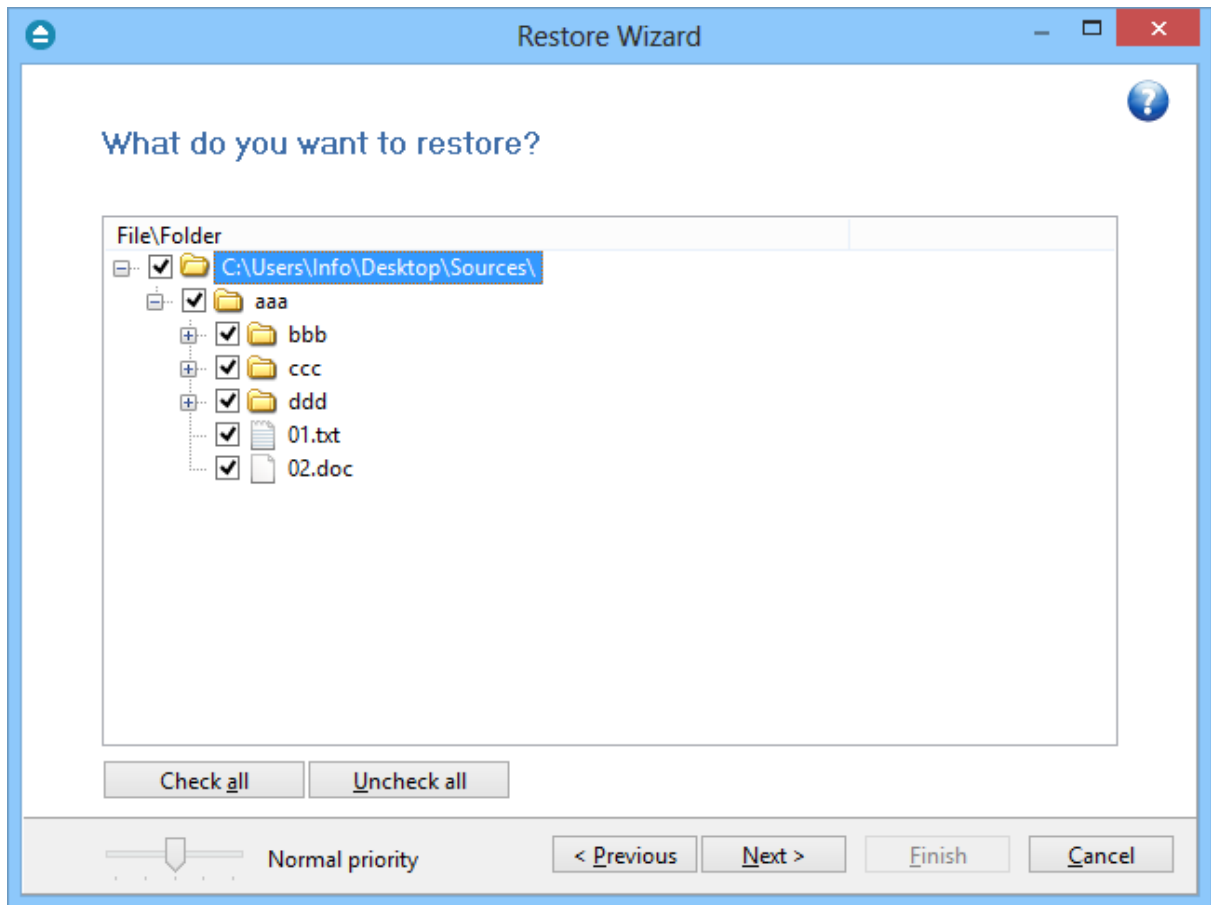 Restore Wizard
What do you want to restore?
File\Folder
C:\Users\Info\Desktop\Sources\
aaa
bbb
ccc
ddd
01.txt
02.doc
Check all Uncheck all
Normal priority < Previous Next > Finish Cancel